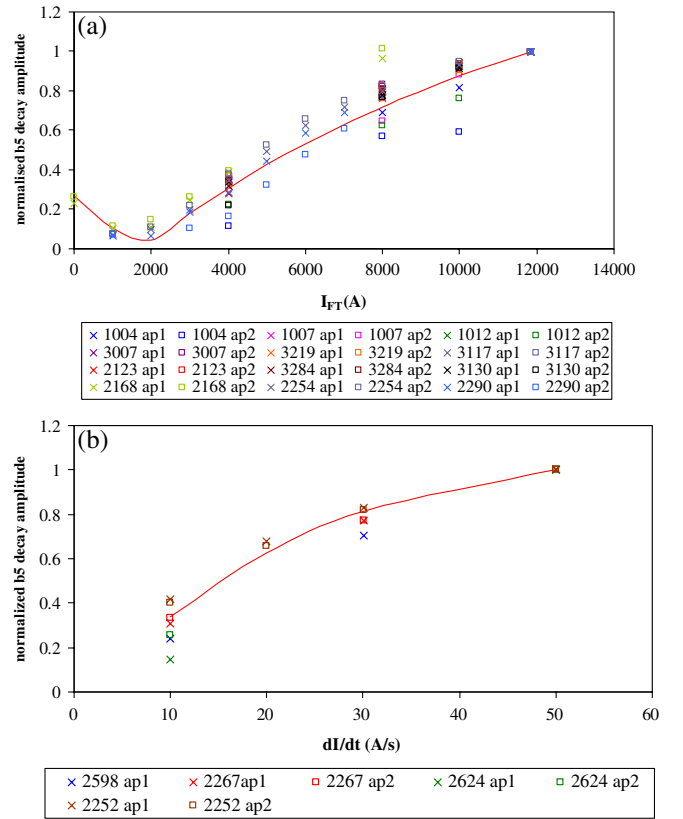 (a)
normalised b5 decay amplitude
1.2
1
0.8
0.6
0.4
0.2
0
0 2000 4000 6000 8000 10000 12000 14000
I_FT(A)
1004 ap1 1004 ap2 1007 ap1 1007 ap2 1012 ap1 1012 ap2
3007 ap1 3007 ap2 3219 ap1 3219 ap2 3117 ap1 3117 ap2
2123 ap1 2123 ap2 3284 ap1 3284 ap2 3130 ap1 3130 ap2
2168 ap1 2168 ap2 2254 ap1 2254 ap2 2290 ap1 2290 ap2
(b)
normalized b5 decay amplitude
1.2
1
0.8
0.6
0.4
0.2
0
0 10 20 30 40 50 60
dI/dt (A/s)
2598 ap1 2267ap1 2267 ap2 2624 ap1 2624 ap2
2252 ap1 2252 ap2